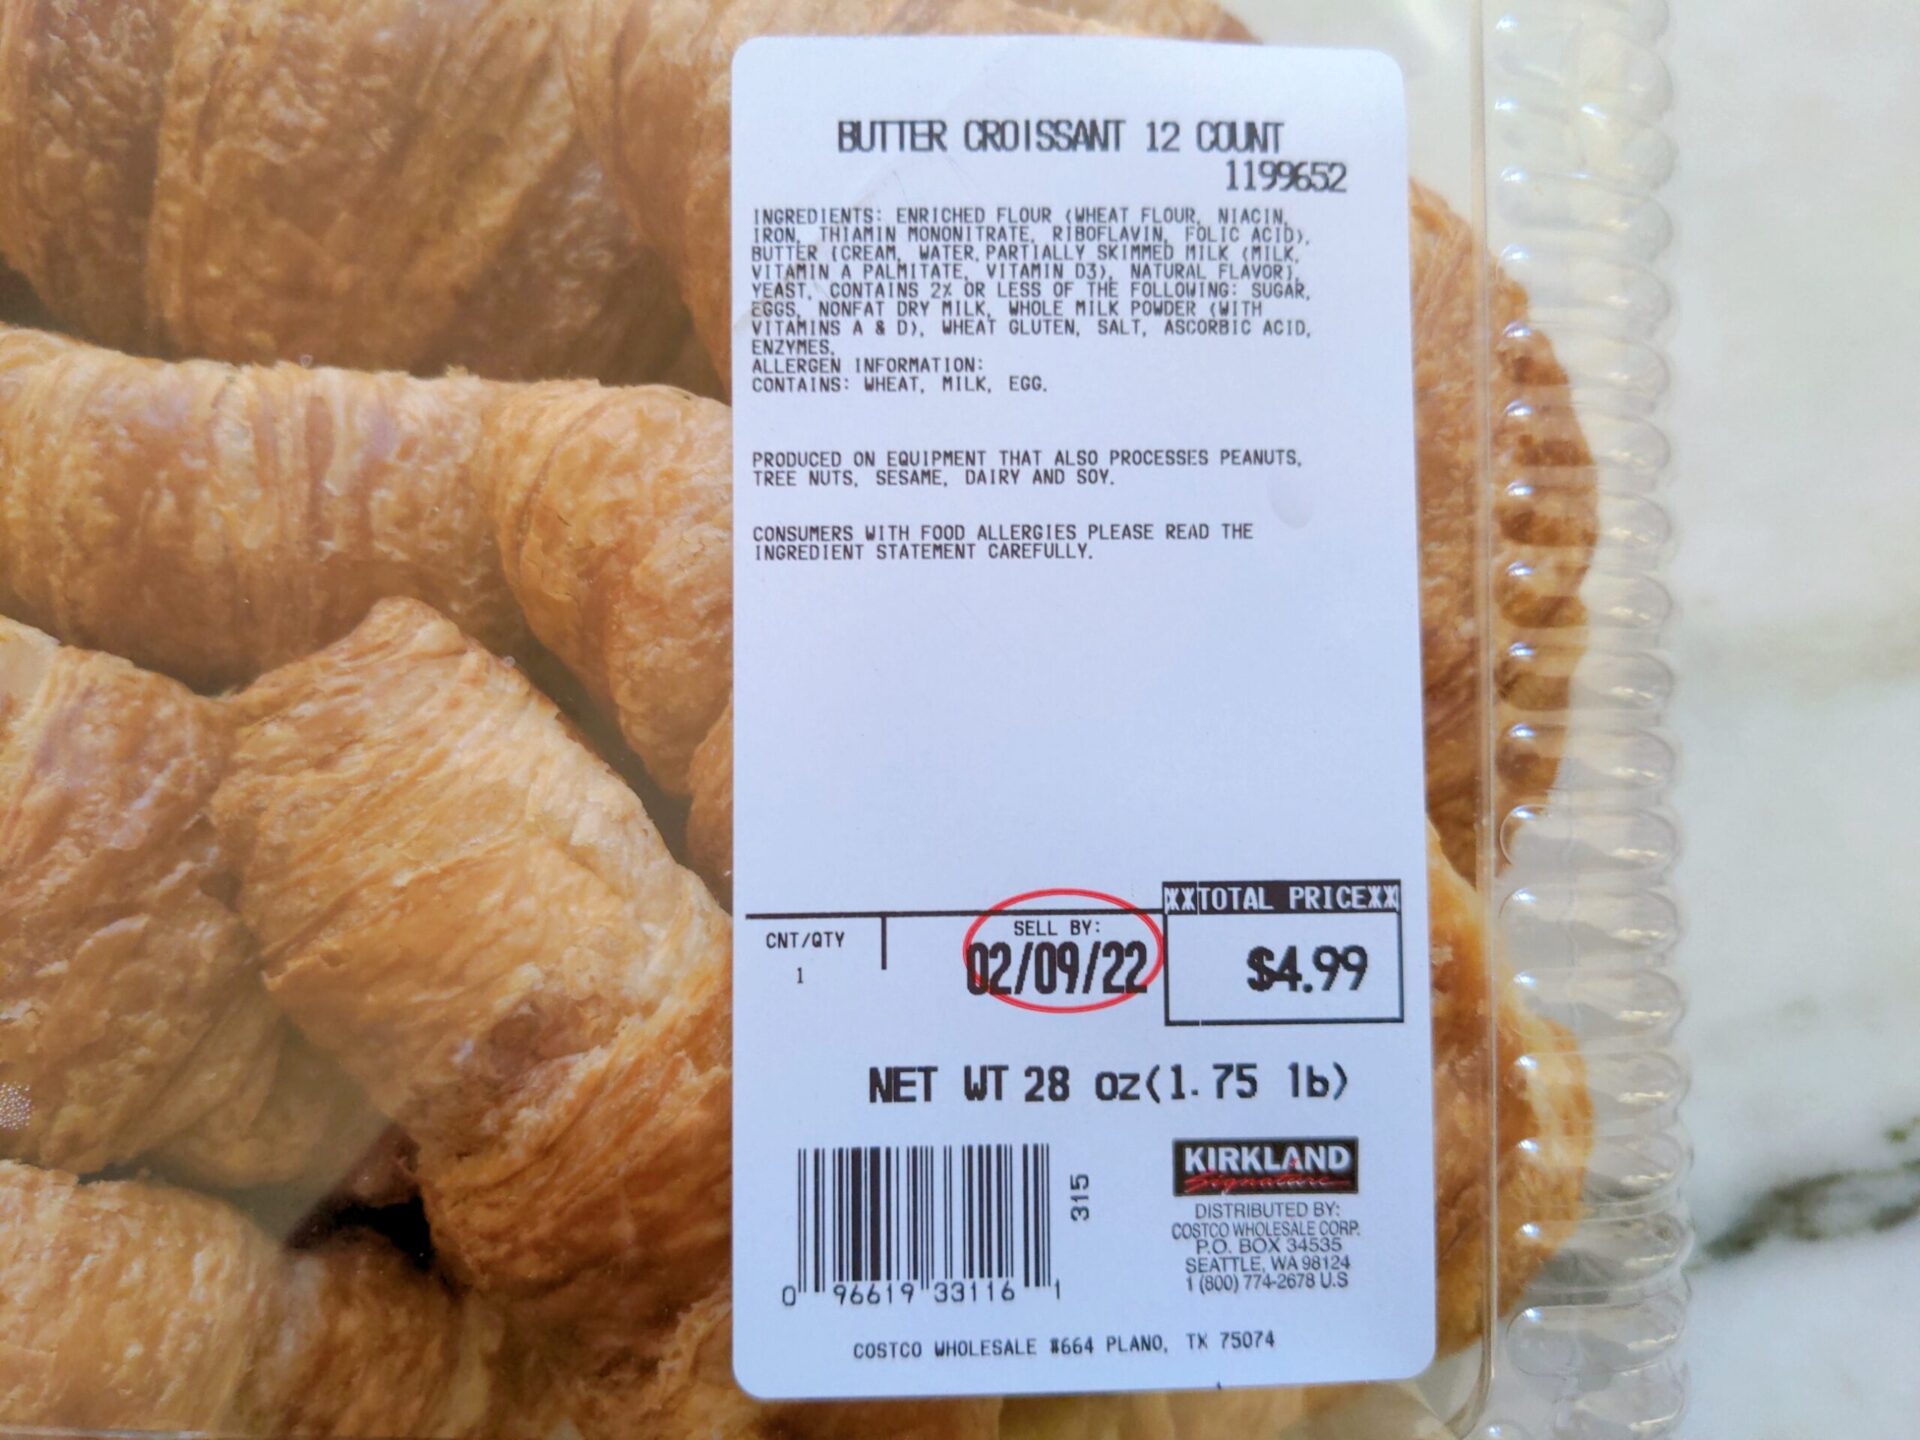 BUTTER CROISSANT 12 COUNT
1199652
INGREDIENTS: ENRICHED FLOUR (WHEAT FLOUR, NIACIN,
IRON, THIAMIN MONONITRATE, RIBOFLAVIN, FOLIC ACID),
BUTTER [CREAM, WATER, PARTIALLY SKIMMED MILK (MILK,
VITAMIN A PALMITATE, VITAMIN D3), NATURAL FLAVOR],
YEAST, CONTAINS 2% OR LESS OF THE FOLLOWING: SUGAR,
EGGS, NONFAT DRY MILK, WHOLE MILK POWDER (WITH
VITAMINS A & D), WHEAT GLUTEN, SALT, ASCORBIC ACID,
ENZYMES.
ALLERGEN INFORMATION:
CONTAINS: WHEAT, MILK, EGG.
PRODUCED ON EQUIPMENT THAT ALSO PROCESSES PEANUTS,
TREE NUTS, SESAME, DAIRY AND SOY.
CONSUMERS WITH FOOD ALLERGIES PLEASE READ THE
INGREDIENT STATEMENT CAREFULLY.
**TOTAL PRICE**
CNT/QTY
1
SELL BY:
02/09/22
$4.99
NET WT 28 oz(1.75 lb)
315
0 96619 33116 1
KIRKLAND
Signature
DISTRIBUTED BY:
COSTCO WHOLESALE CORP.
P.O. BOX 34535
SEATTLE, WA 98124
1 (800) 774-2678 U.S
COSTCO WHOLESALE #664 PLANO, TX 75074